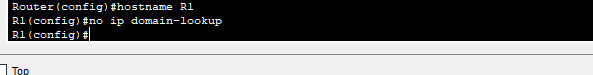 Router(config)#hostname R1
R1(config)#no ip domain-lookup
R1(config)#
Top